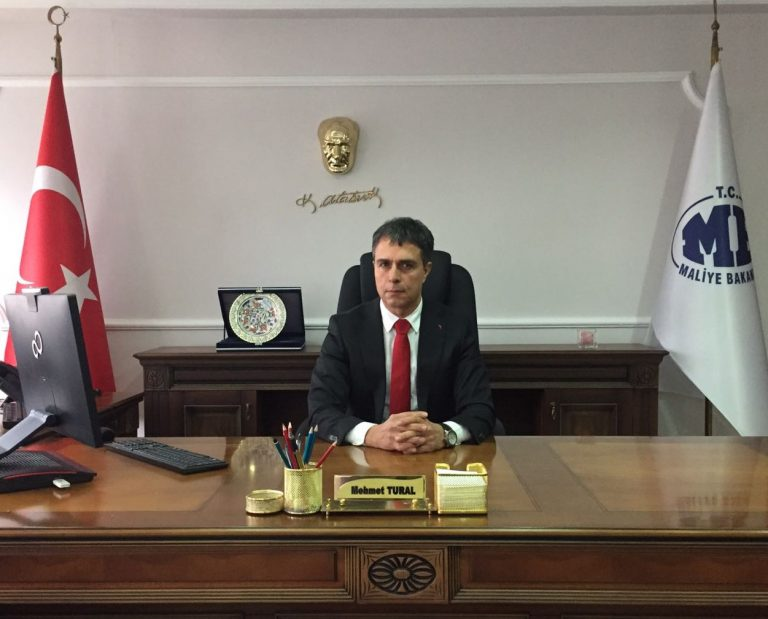 K. Atatürk
T.C.
MALİYE BAKAN
Mehmet TURAL